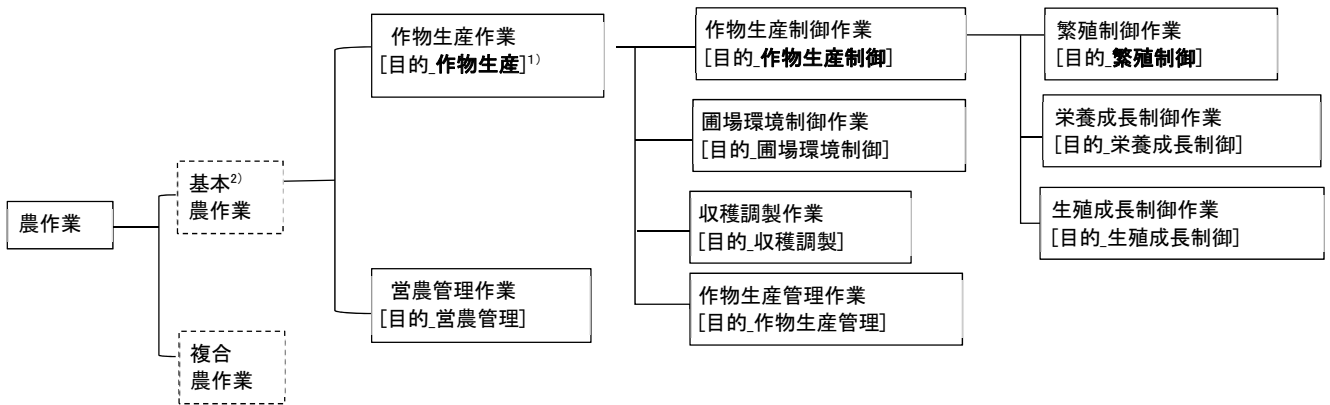 農作業
基本2)
農作業
複合
農作業
作物生産作業
[目的_作物生産]1)
営農管理作業
[目的_営農管理]
作物生産制御作業
[目的_作物生産制御]
圃場環境制御作業
[目的_圃場環境制御]
収穫調製作業
[目的_収穫調製]
作物生産管理作業
[目的_作物生産管理]
繁殖制御作業
[目的_繁殖制御]
栄養成長制御作業
[目的_栄養成長制御]
生殖成長制御作業
[目的_生殖成長制御]